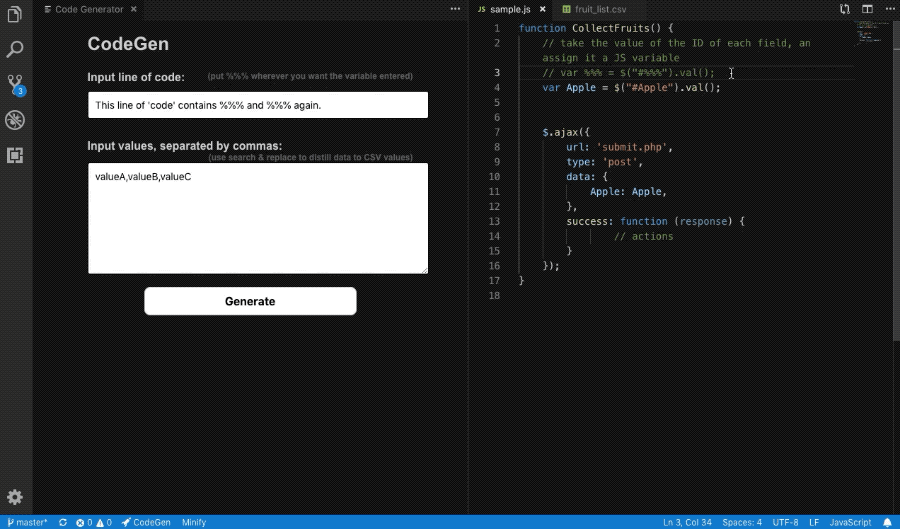 Code Generator ×
CodeGen
Input line of code: (put %%% wherever you want the variable entered)
This line of 'code' contains %%% and %%% again.
Input values, separated by commas:
(use search & replace to distill data to CSV values)
valueA,valueB,valueC
Generate
JS sample.js × fruit_list.csv
1 function CollectFruits() {
2 // take the value of the ID of each field, an
assign it a JS variable
3 // var %%% = $("#%%%").val();
4 var Apple = $("#Apple").val();
5
6
7 $.ajax({
8 url: 'submit.php',
9 type: 'post',
10 data: {
11 Apple: Apple,
12 },
13 success: function (response) {
14 // actions
15 }
16 });
17 }
18
3
master* 0 0 CodeGen Minify Ln 3, Col 34 Spaces: 4 UTF-8 LF JavaScript